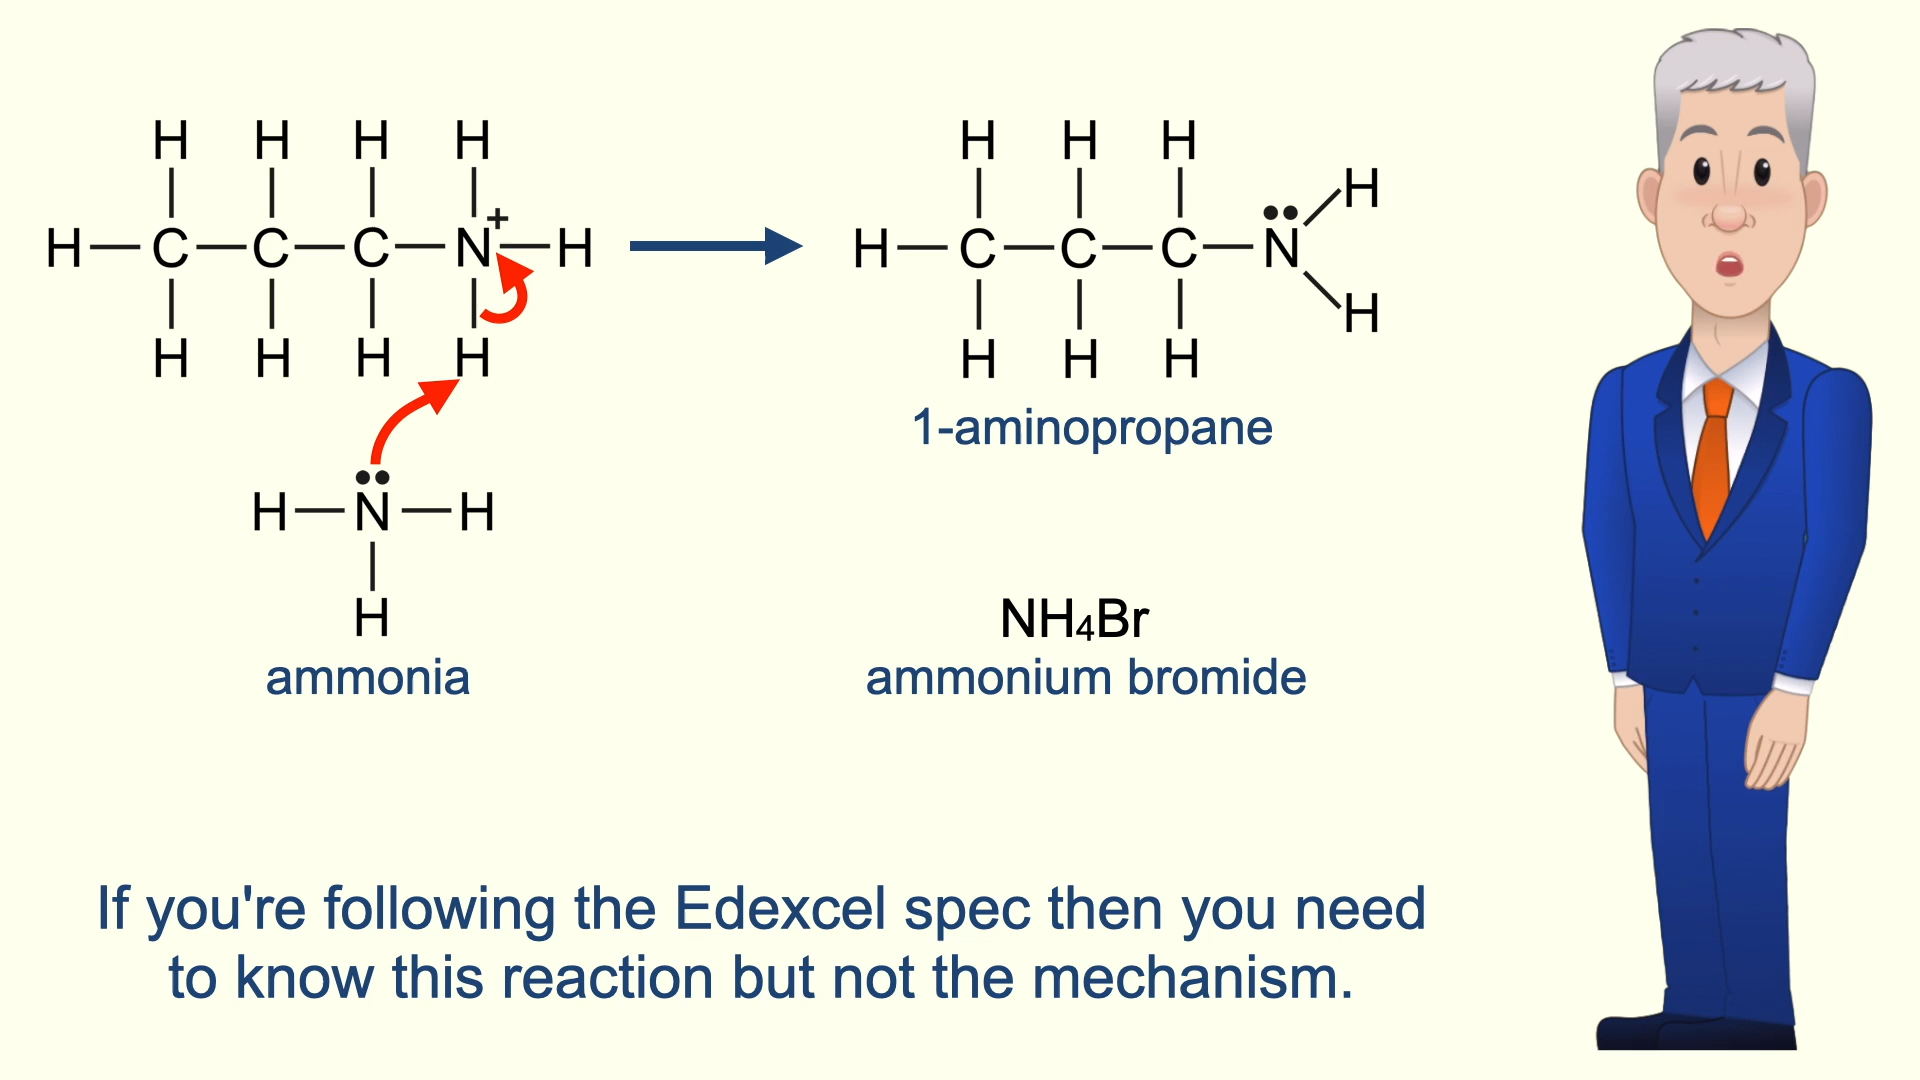 H H H H
H—C—C—C—N+—H
H H H H
H—N—H
H
ammonia
H H H
H—C—C—C—N
H
H
H H H
1-aminopropane
NH₄Br
ammonium bromide
If you're following the Edexcel spec then you need
to know this reaction but not the mechanism.